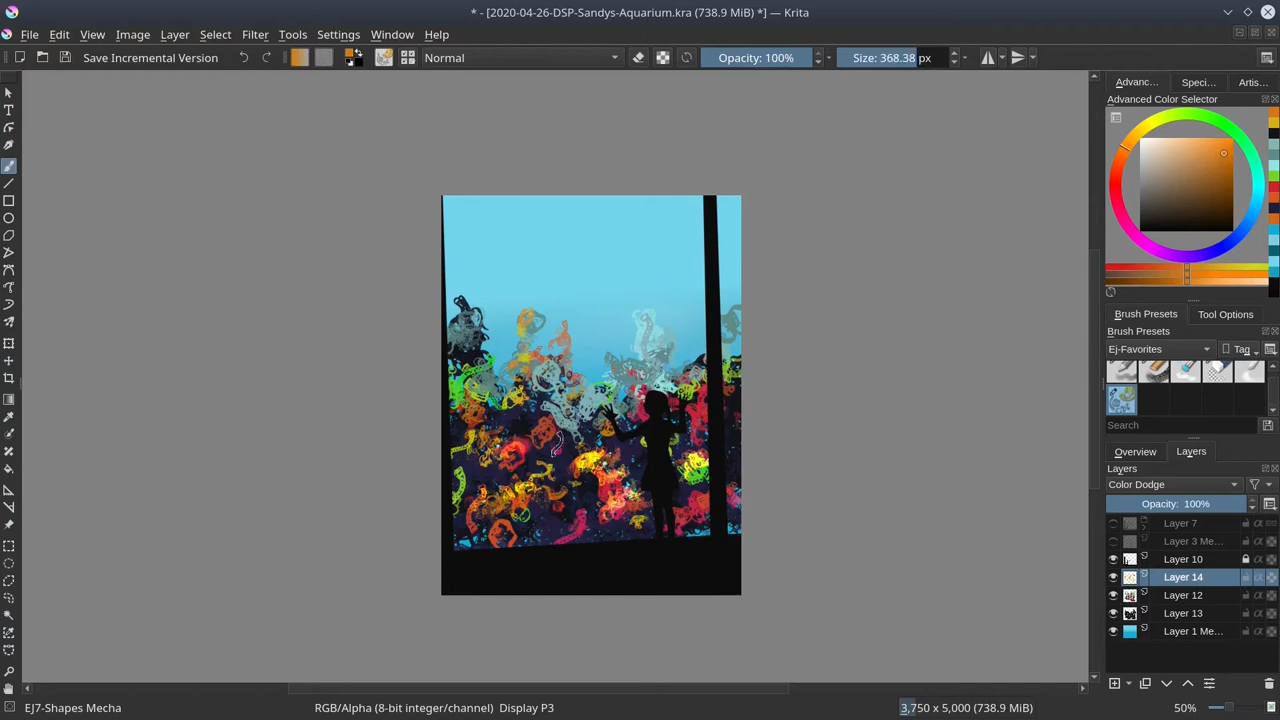 * - [2020-04-26-DSP-Sandys-Aquarium.kra (738.9 MiB) *] — Krita
File Edit View Image Layer Select Filter Tools Settings Window Help
Save Incremental Version Normal Opacity: 100% Size: 368.38 px
Advanc... Speci... Artis...
Advanced Color Selector
Brush Presets Tool Options
Brush Presets
Ej-Favorites Tag
Search
Overview Layers
Layers
Color Dodge
Opacity: 100%
Layer 7
Layer 3 Me...
Layer 10
Layer 14
Layer 12
Layer 13
Layer 1 Me...
EJ7-Shapes Mecha RGB/Alpha (8-bit integer/channel) Display P3 3,750 x 5,000 (738.9 MiB) 50%